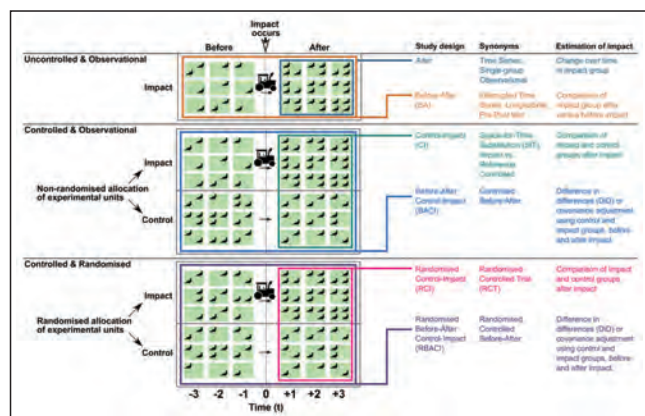 Impact
occurs
Before
After
Study design
Synonyms
Estimation of impact
Uncontrolled & Observational
Impact
After
Time Series,
Single-group
Observational
Change over time
in impact group
Before-After
(BA)
Interrupted Time
Series, Longitudinal,
Pre-Post test
Comparison of
impact group after
versus before impact
Controlled & Observational
Impact
Non-randomised allocation
of experimental units
Control
Control-Impact
(CI)
Space-for-Time
Substitution (SfT),
Impact vs.
Reference,
Controlled
Comparison of
impact and control
groups after impact
Before-After
Control-Impact
(BACI)
Controlled
Before-After
Difference in
differences (DiD) or
covariance adjustment
using control and
impact groups, before
and after impact
Controlled & Randomised
Impact
Randomised allocation
of experimental units
Control
Randomised
Control-Impact
(RCI)
Randomised
Controlled Trial
(RCT)
Comparison of impact
and control groups
after impact
Randomised
Before-After
Control-Impact
(RBACI)
Randomised,
Controlled
Before-After
Difference in
differences (DiD) or
covariance adjustment
using control and
impact groups, before
and after impact.
-3 -2 -1 0 +1 +2 +3
Time (t)